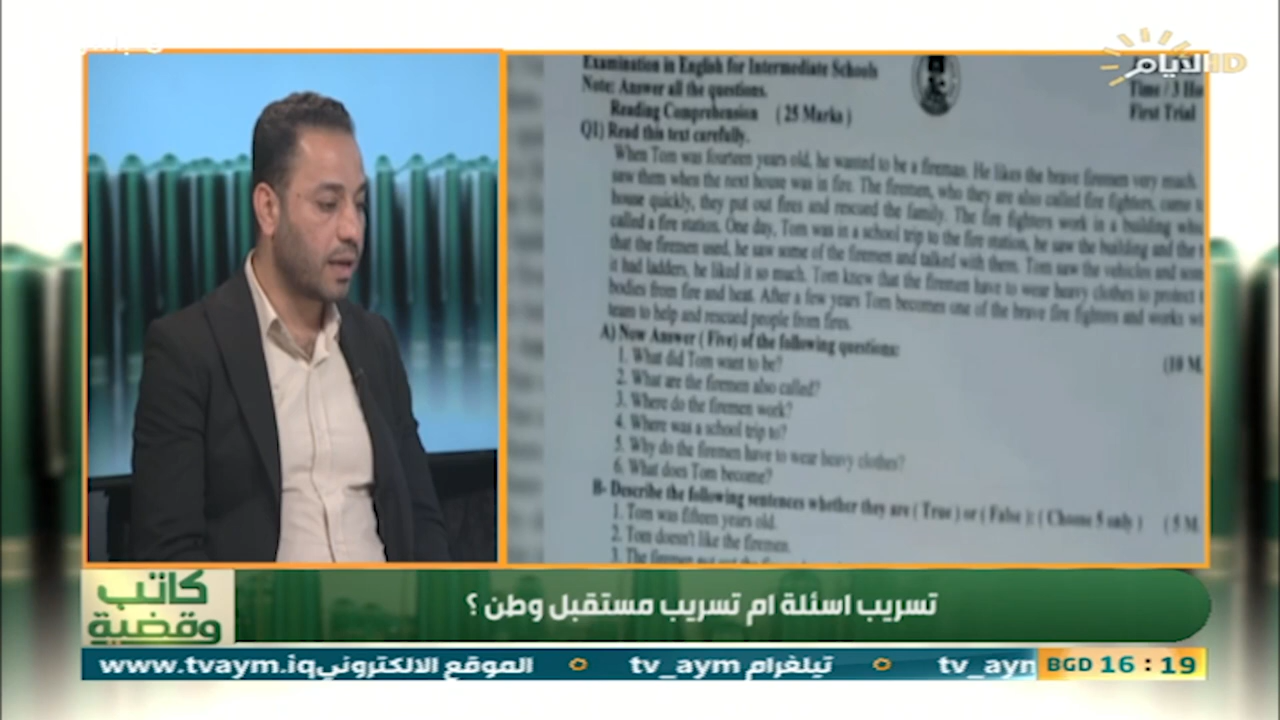 الايام HD
Examination in English for Intermediate Schools
Note: Answer all the questions.
Time / 3 Ho
Reading Comprehension ( 25 Marks )
First Trial
Q1) Read this text carefully.
When Tom was fourteen years old, he wanted to be a fireman. He likes the brave firemen very much.
saw them when the next house was in fire. The firemen, who they are also called fire fighters, came t
house quickly, they put out fires and rescued the family. The fire fighters work in a building whic
called a fire station. One day, Tom was in a school trip to the fire station, he saw the building and the
that the firemen used, he saw some of the firemen and talked with them. Tom saw the vehicles and som
it had ladders, he liked it so much. Tom knew that the firemen have to wear heavy clothes to protect
bodies from fire and heat. After a few years Tom becomes one of the brave fire fighters and works wi
team to help and rescued people from fires.
A) Now Answer ( Five) of the following questions:
(10 M
1. What did Tom want to be?
2. What are the firemen also called?
3. Where do the firemen work?
4. Where was a school trip to?
5. Why do the firemen have to wear heavy clothes?
6. What does Tom become?
B- Describe the following sentences whether they are ( True ) or ( False ): ( Choose 5 only ) ( 5 M
1. Tom was fifteen years old.
2. Tom doesn't like the firemen.
3. The firemen put out the
كاتب وقضية
تسريب اسئلة ام تسريب مستقبل وطن ؟
الموقع الالكتروني www.tvaym.iq تيلغرام tv_aym tv_aym BGD 16 : 19